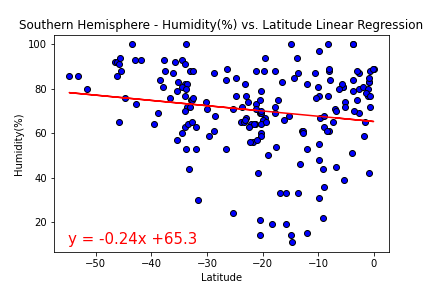 Southern Hemisphere - Humidity(%) vs. Latitude Linear Regression
100
80
60
40
20
Humidity(%)
y = -0.24x +65.3
−50
−40
−30
−20
−10
0
Latitude